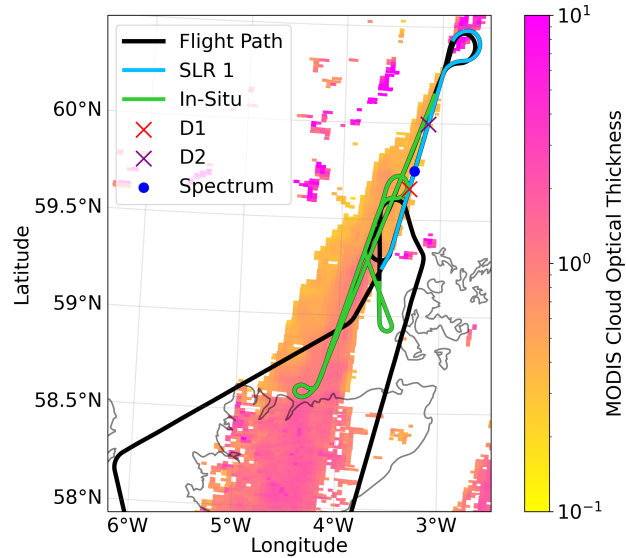 Flight Path
SLR 1
In-Situ
D1
D2
Spectrum
60°N
59.5°N
59°N
58.5°N
58°N
6°W
5°W
4°W
3°W
Latitude
Longitude
10¹
10⁰
10⁻¹
MODIS Cloud Optical Thickness